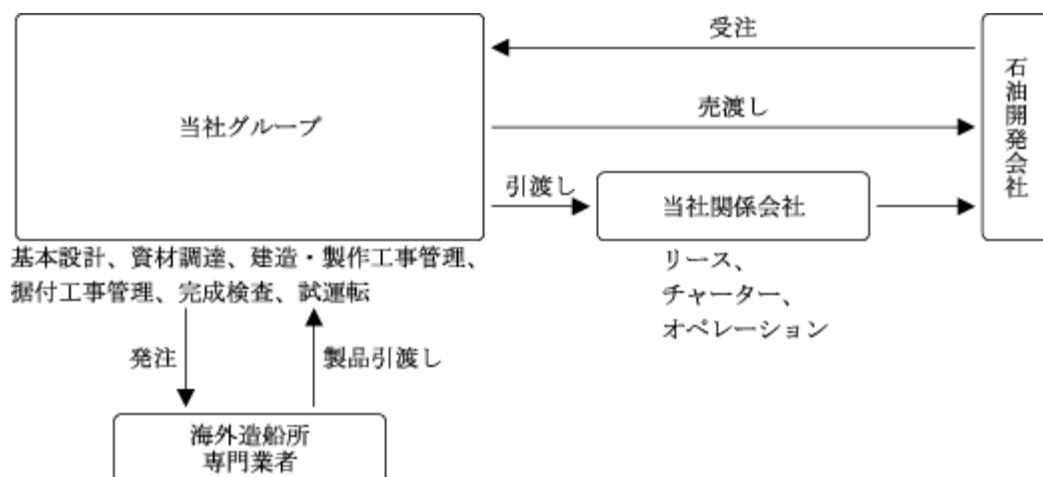 受注
当社グループ
売渡し
石油開発会社
引渡し
当社関係会社
基本設計、資材調達、建造・製作工事管理、
据付工事管理、完成検査、試運転
リース、
チャーター、
オペレーション
発注
製品引渡し
海外造船所
専門業者